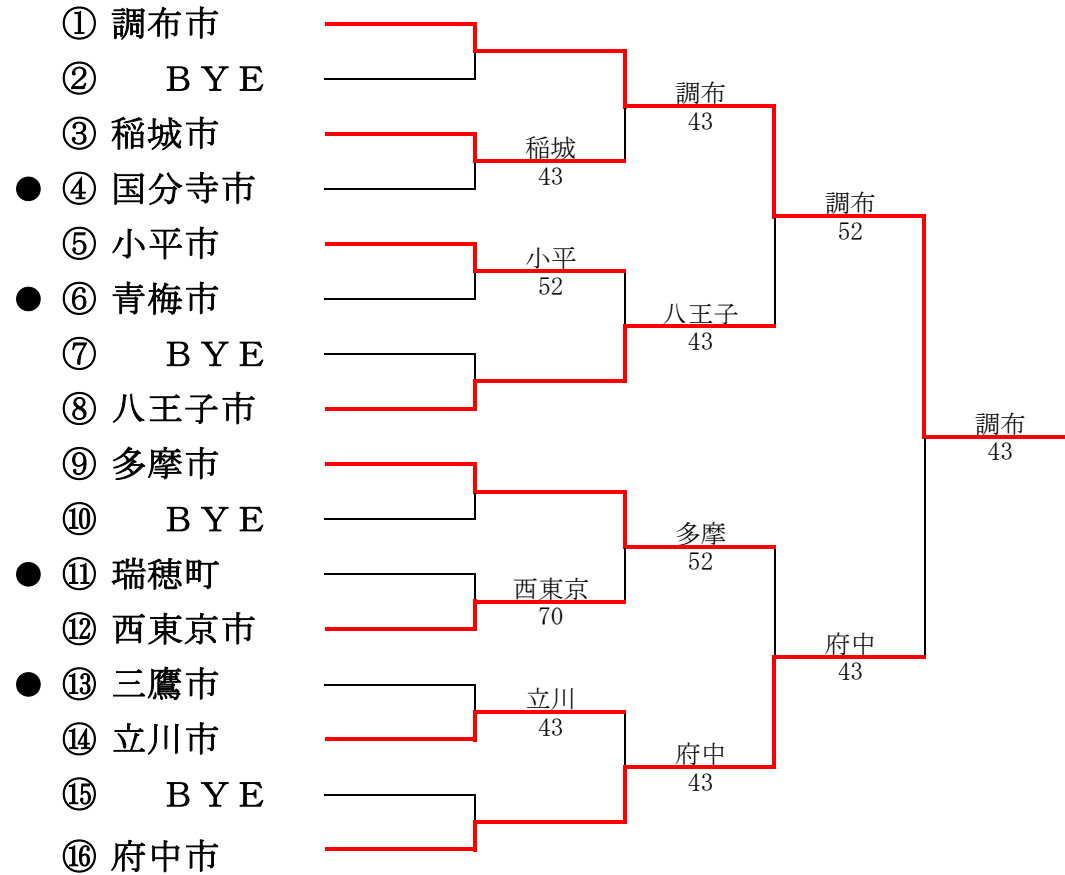 ① 調布市
② ＢＹＥ
③ 稲城市
● ④ 国分寺市
⑤ 小平市
● ⑥ 青梅市
⑦ ＢＹＥ
⑧ 八王子市
⑨ 多摩市
⑩ ＢＹＥ
● ⑪ 瑞穂町
⑫ 西東京市
● ⑬ 三鷹市
⑭ 立川市
⑮ ＢＹＥ
⑯ 府中市
稲城
43
小平
52
西東京
70
立川
43
調布
43
八王子
43
多摩
52
府中
43
調布
52
府中
43
調布
43